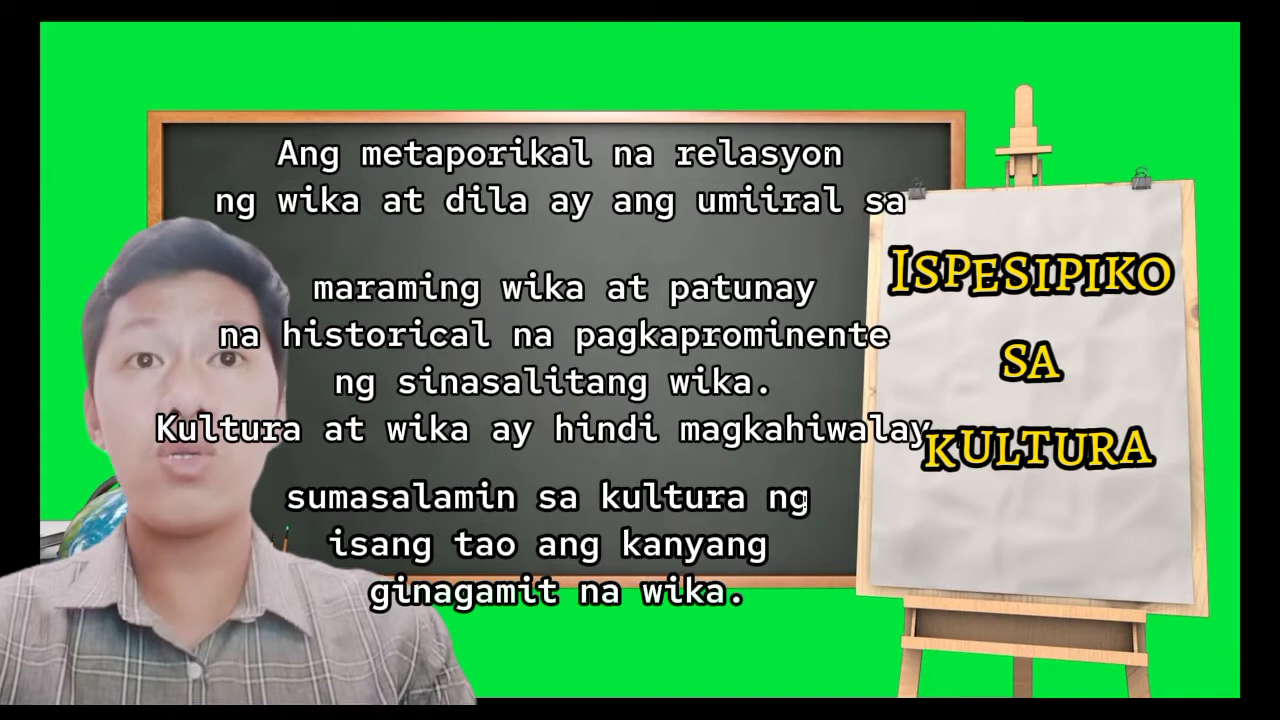 Ang metaporikal na relasyon
ng wika at dila ay ang umiiral sa
maraming wika at patunay
na historical na pagkaprominente
ng sinasalitang wika.
Kultura at wika ay hindi magkahiwalay
sumasalamin sa kultura ng
isang tao ang kanyang
ginagamit na wika.
ISPESIPIKO
SA
KULTURA